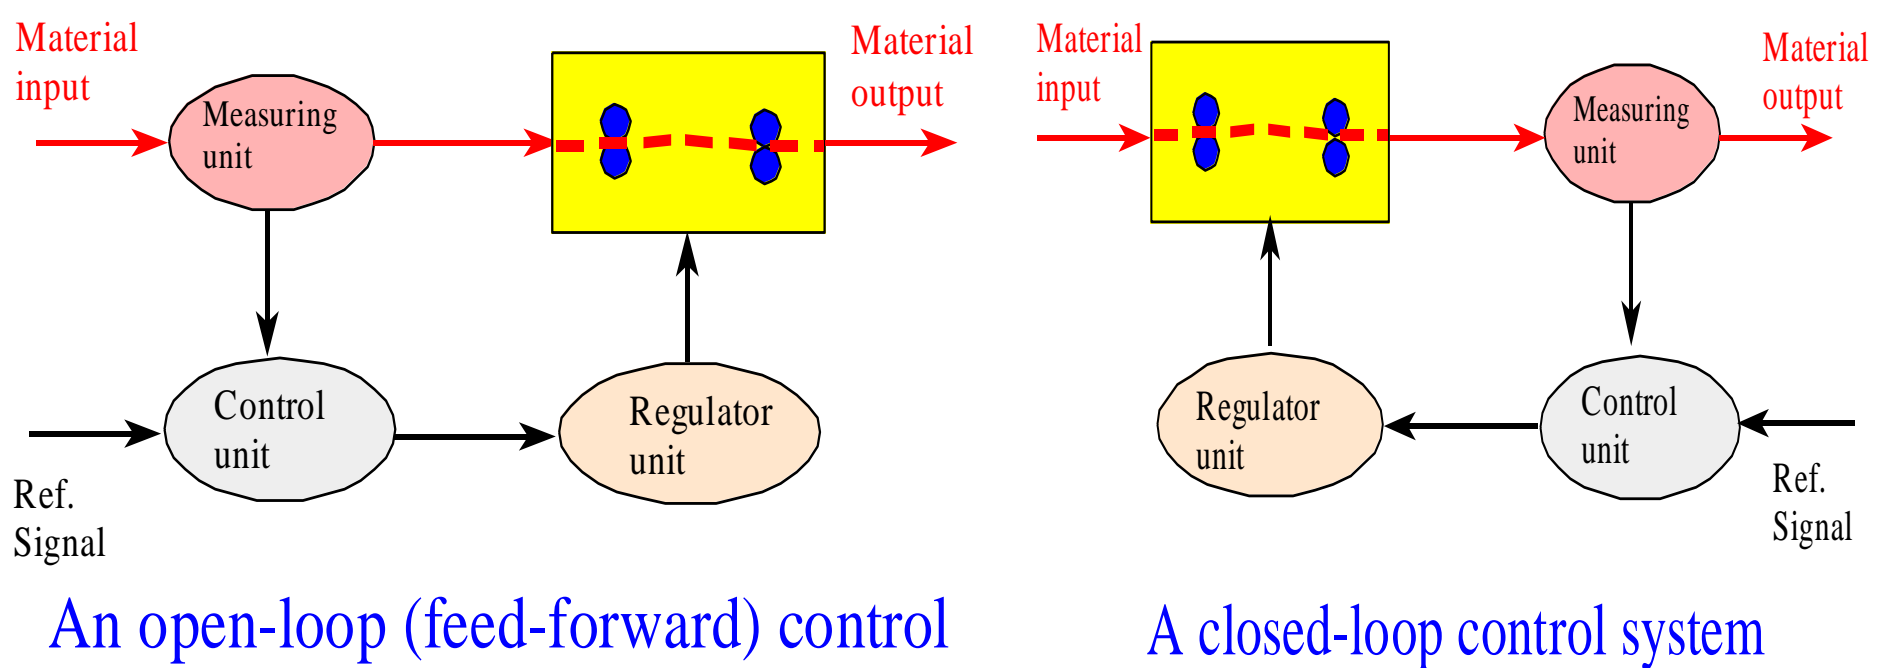 Material
input
Measuring
unit
Material
output
Control
unit
Regulator
unit
Ref.
Signal
An open-loop (feed-forward) control
Material
input
Measuring
unit
Material
output
Regulator
unit
Control
unit
Ref.
Signal
A closed-loop control system